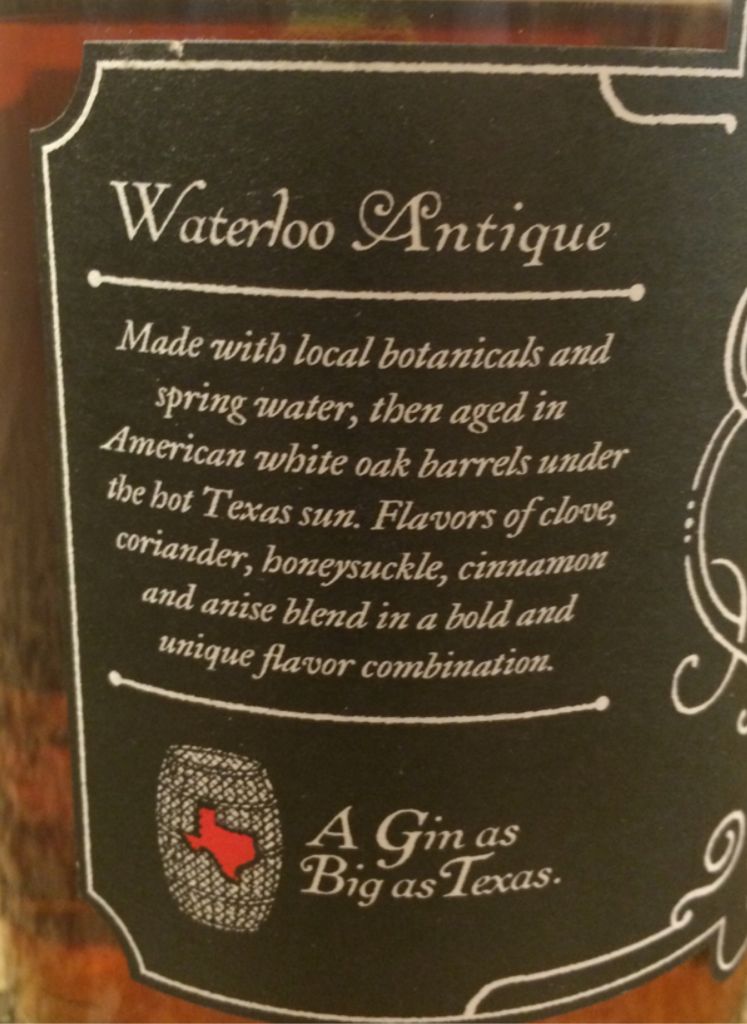 Waterloo Antique
Made with local botanicals and
spring water, then aged in
American white oak barrels under
the hot Texas sun. Flavors of clove,
coriander, honeysuckle, cinnamon
and anise blend in a bold and
unique flavor combination.
A Gin as
Big as Texas.